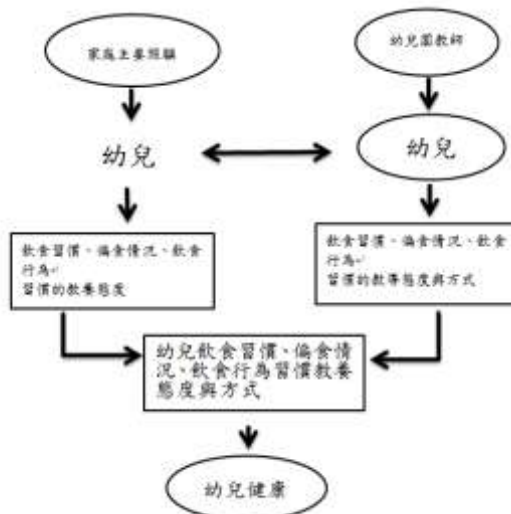 家庭主要照顧
幼兒園教師
幼兒
幼兒
飲食習慣、偏食情況、飲食
行為
習慣的教養態度
飲食習慣、偏食情況、飲食
行為
習慣的教導態度與方式
幼兒飲食習慣、偏食情
況、飲食行為習慣教養
態度與方式
幼兒健康